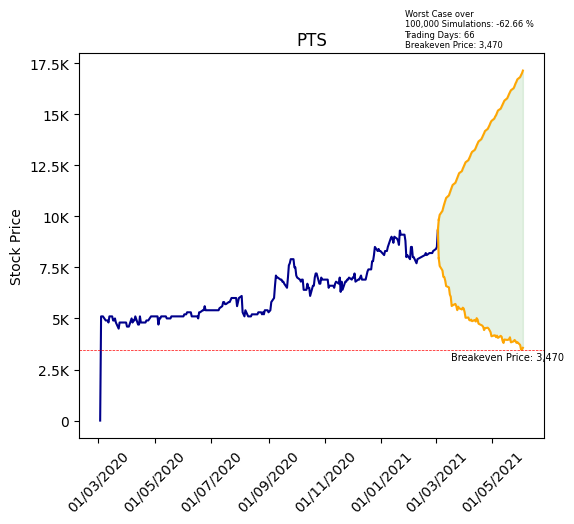 Worst Case over
100,000 Simulations: -62.66 %
Trading Days: 66
Breakeven Price: 3,470
PTS
17.5K
15K
12.5K
10K
7.5K
5K
2.5K
0
Stock Price
Breakeven Price: 3,470
01/03/2020
01/05/2020
01/07/2020
01/09/2020
01/11/2020
01/01/2021
01/03/2021
01/05/2021